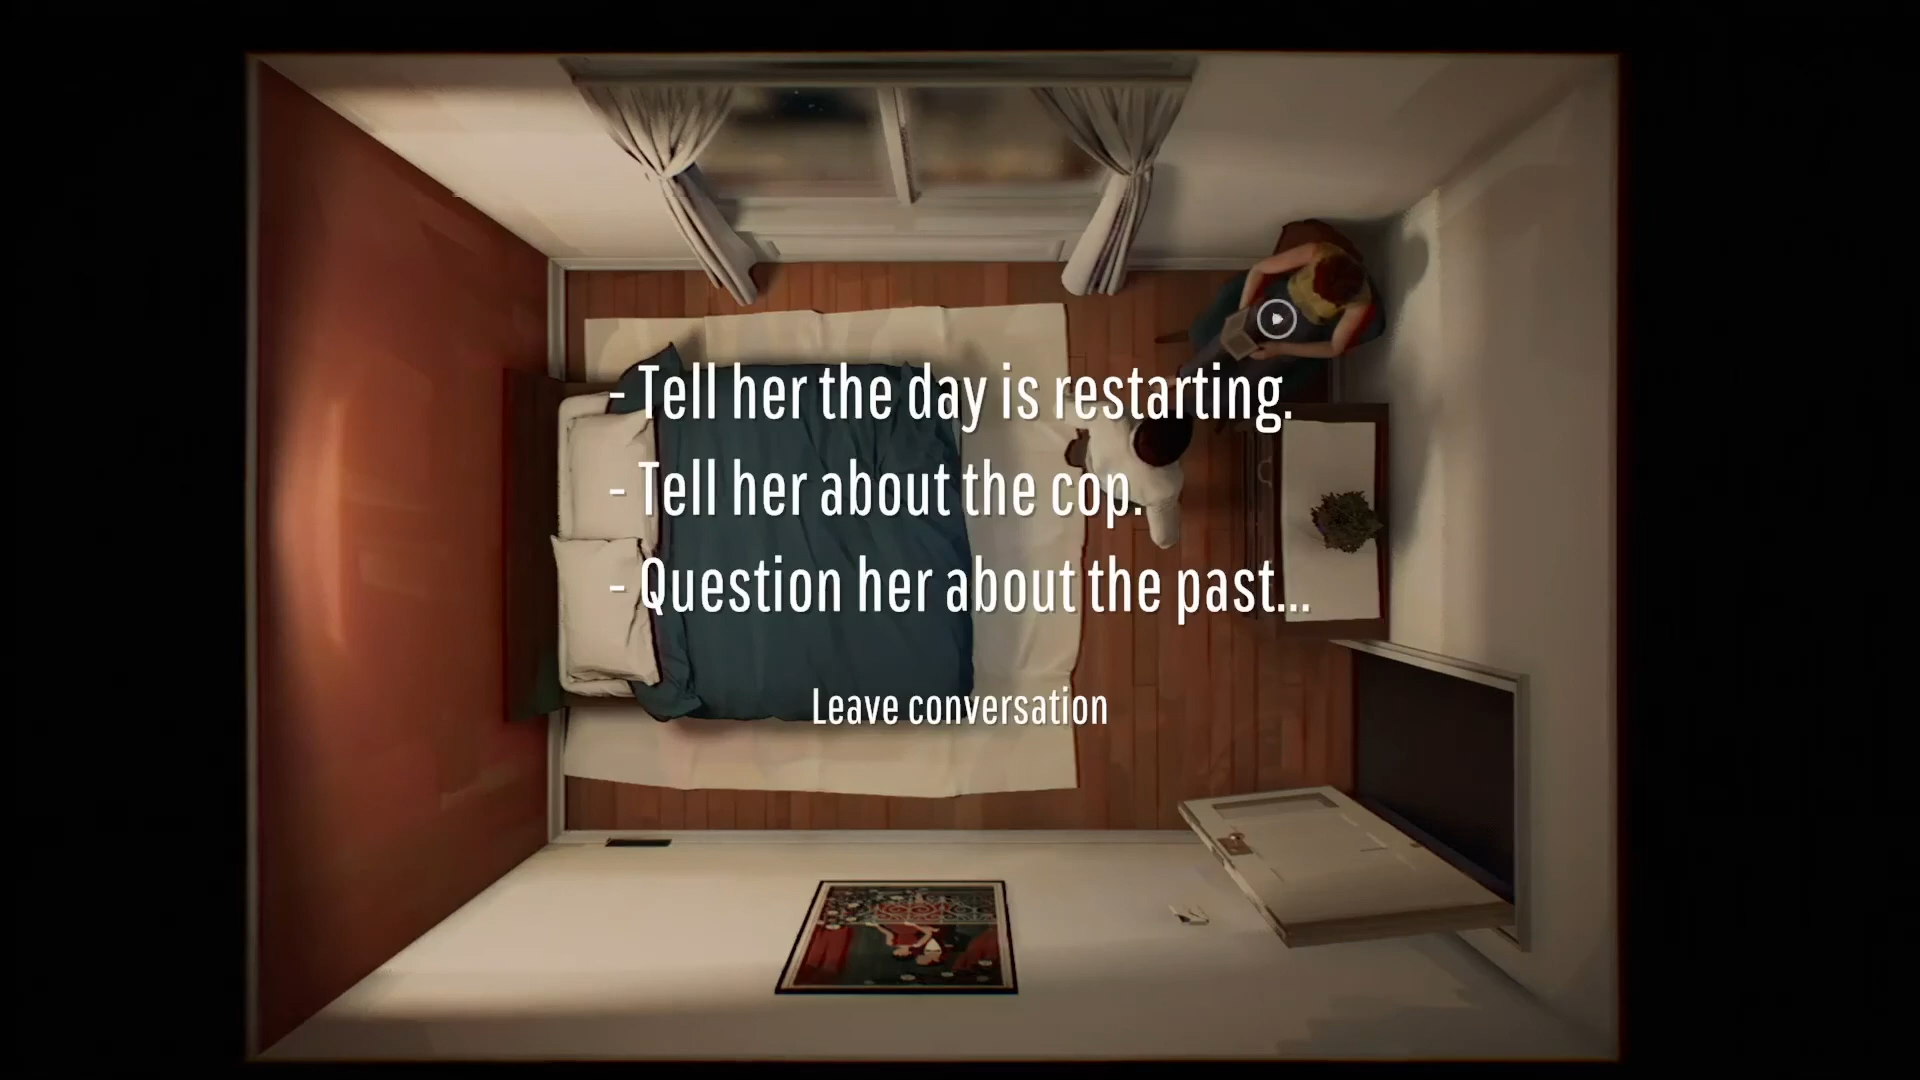 - Tell her the day is restarting.
- Tell her about the cop.
- Question her about the past...
Leave conversation